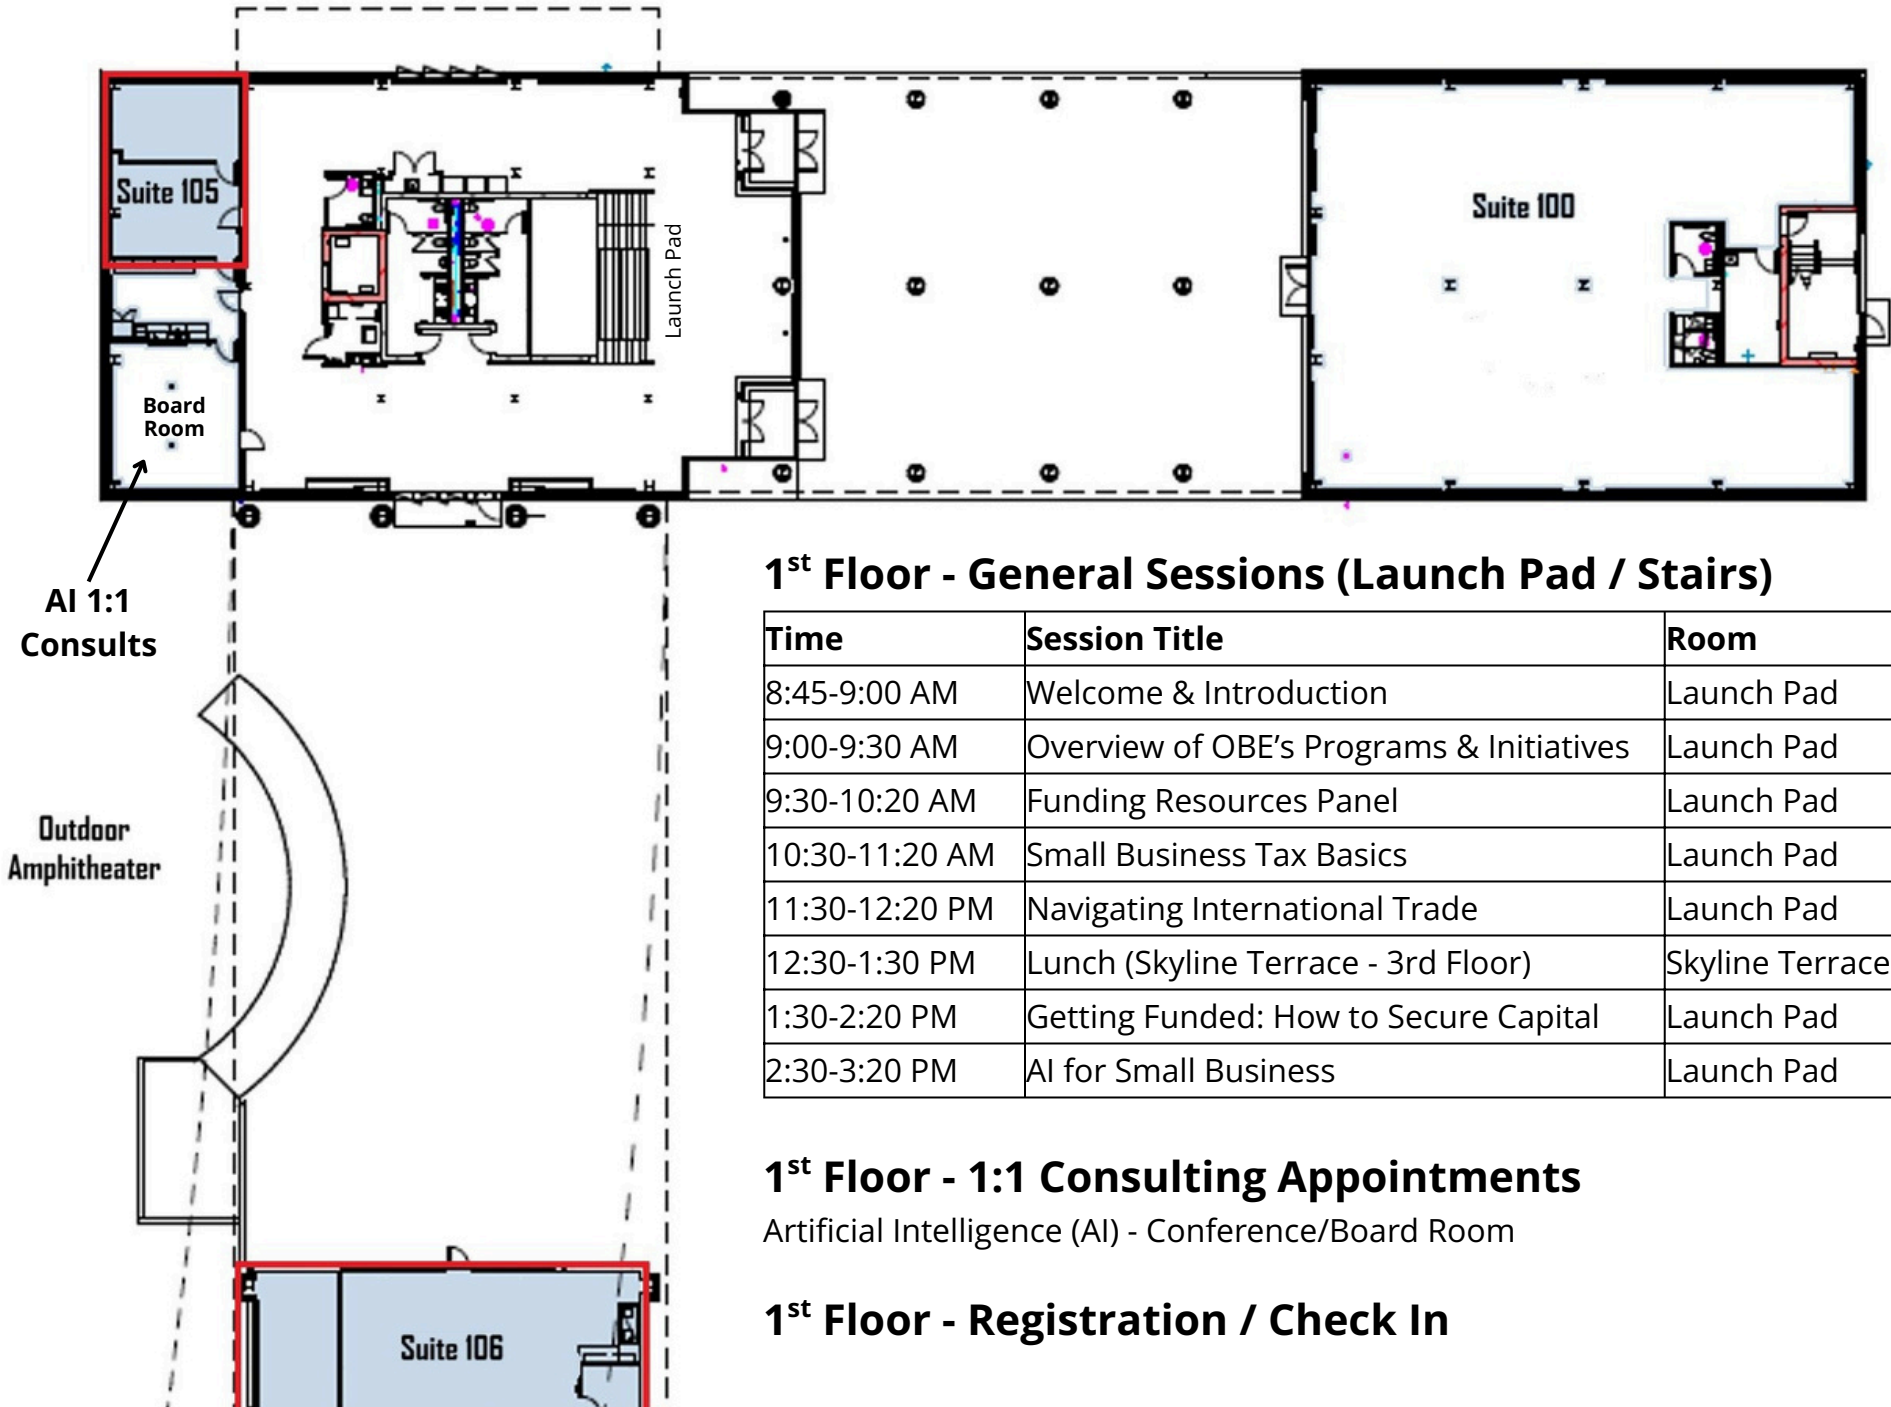 Suite 105
Launch Pad
Suite 100
Board
Room
AI 1:1
Consults
Outdoor
Amphitheater
Suite 106
1st Floor - General Sessions (Launch Pad / Stairs)
Time Session Title Room
8:45-9:00 AM Welcome & Introduction Launch Pad
9:00-9:30 AM Overview of OBE’s Programs & Initiatives Launch Pad
9:30-10:20 AM Funding Resources Panel Launch Pad
10:30-11:20 AM Small Business Tax Basics Launch Pad
11:30-12:20 PM Navigating International Trade Launch Pad
12:30-1:30 PM Lunch (Skyline Terrace - 3rd Floor) Skyline Terrace
1:30-2:20 PM Getting Funded: How to Secure Capital Launch Pad
2:30-3:20 PM AI for Small Business Launch Pad
1st Floor - 1:1 Consulting Appointments
Artificial Intelligence (AI) - Conference/Board Room
1st Floor - Registration / Check In